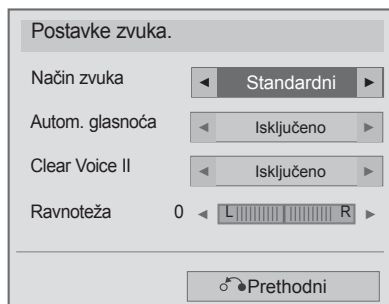 Postavke zvuka.
Način zvuka ◄ Standardni ►
Autom. glasnoća ◄ Isključeno ►
Clear Voice II ◄ Isključeno ►
Ravnoteža 0 ◄ L R ►
Prethodni